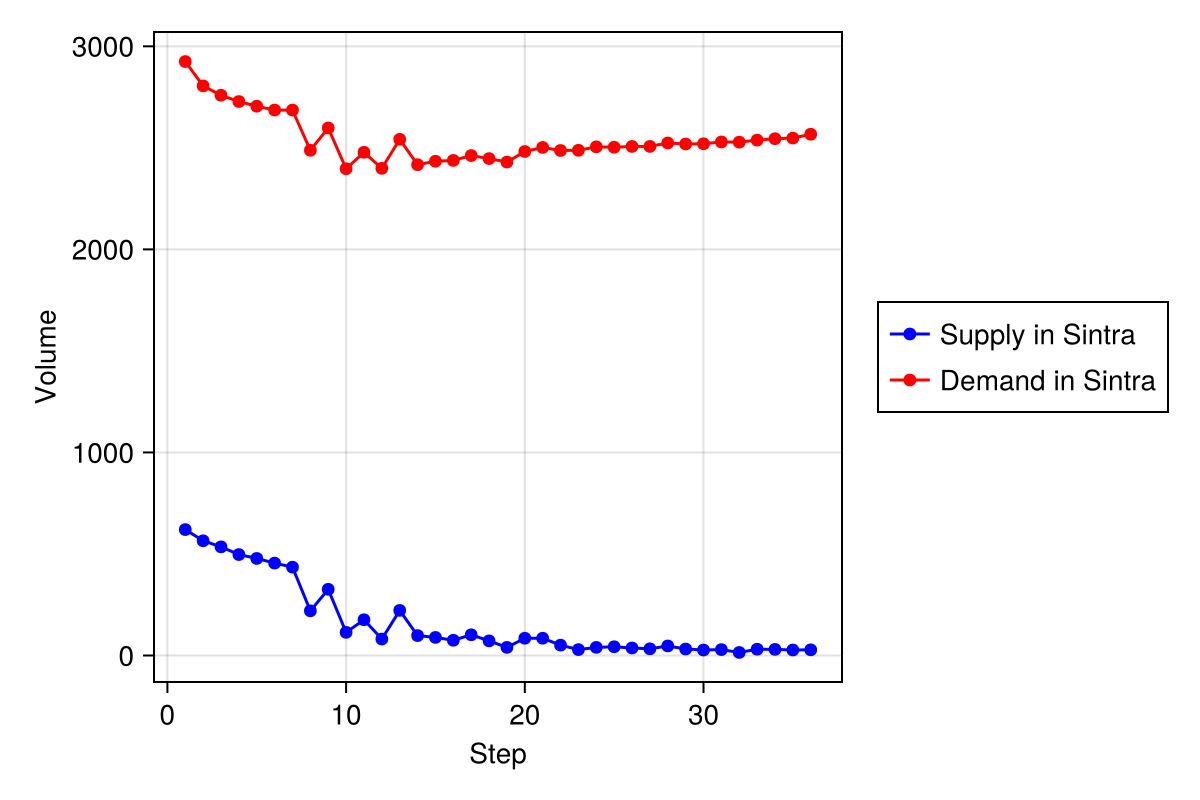 3000
2000
1000
0
Volume
0 10 20 30
Step
Supply in Sintra
Demand in Sintra